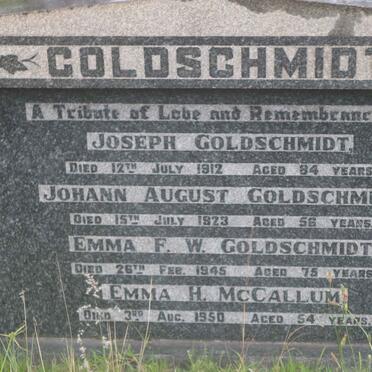 GOLDSCHMIDT
A Tribute of Love and Remembrance
JOSEPH GOLDSCHMIDT,
DIED 12TH JULY 1912 AGED 84 YEARS
JOHANN AUGUST GOLDSCHMI
DIED 15TH JULY 1923 AGED 56 YEARS
EMMA F. W. GOLDSCHMIDT
DIED 26TH FEB. 1945 AGED 75 YEARS
EMMA H. MCCALLUM
DIED 3RD AUG. 1950 AGED 54 YEARS.